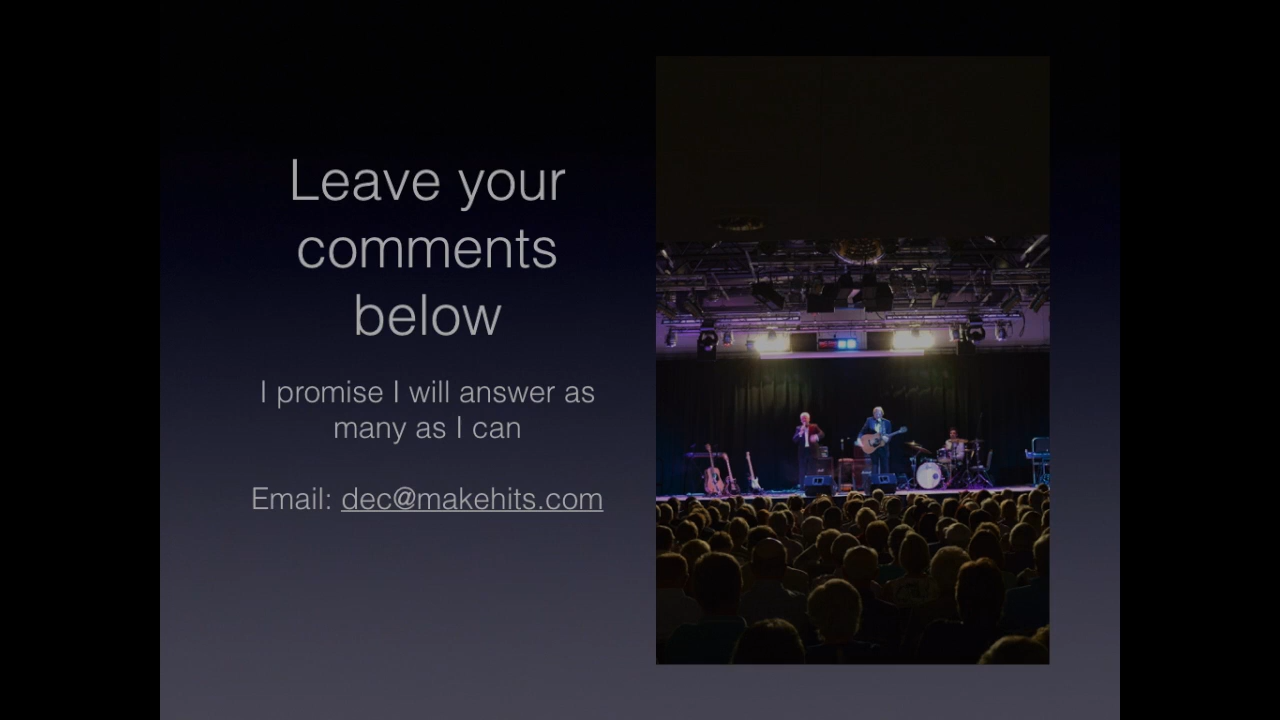 Leave your
comments
below
I promise I will answer as
many as I can
Email: dec@makehits.com